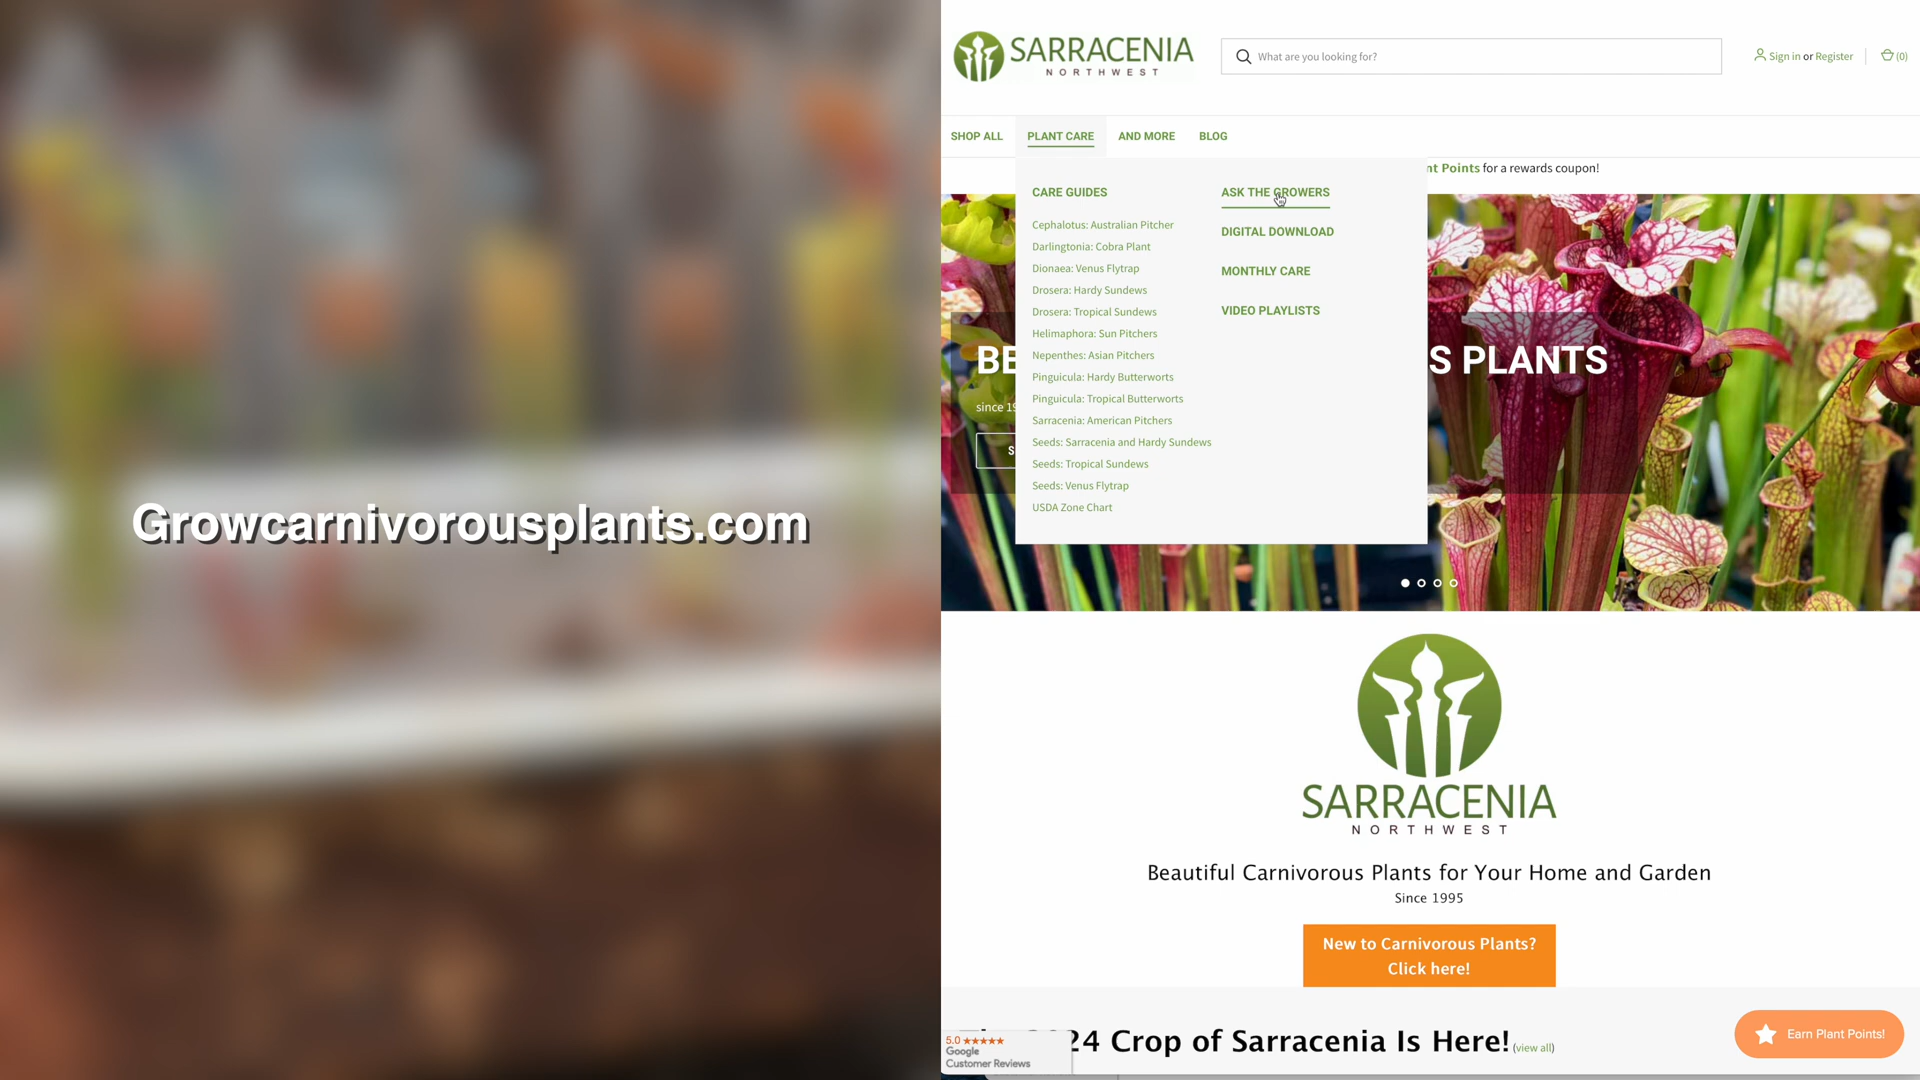 Growcarnivorousplants.com
SARRACENIA
NORTHWEST
What are you looking for?
Sign in or Register
(0)
SHOP ALL
PLANT CARE
AND MORE
BLOG
nt Points for a rewards coupon!
CARE GUIDES
Cephalotus: Australian Pitcher
Darlingtonia: Cobra Plant
Dionaea: Venus Flytrap
Drosera: Hardy Sundews
Drosera: Tropical Sundews
Helimaphora: Sun Pitchers
Nepenthes: Asian Pitchers
Pinguicula: Hardy Butterworts
Pinguicula: Tropical Butterworts
Sarracenia: American Pitchers
Seeds: Sarracenia and Hardy Sundews
Seeds: Tropical Sundews
Seeds: Venus Flytrap
USDA Zone Chart
ASK THE GROWERS
DIGITAL DOWNLOAD
MONTHLY CARE
VIDEO PLAYLISTS
BE S PLANTS
since 19
S
SARRACENIA
NORTHWEST
Beautiful Carnivorous Plants for Your Home and Garden
Since 1995
New to Carnivorous Plants?
Click here!
24 Crop of Sarracenia Is Here! (view all)
5.0 ★★★★★
Google
Customer Reviews
Earn Plant Points!